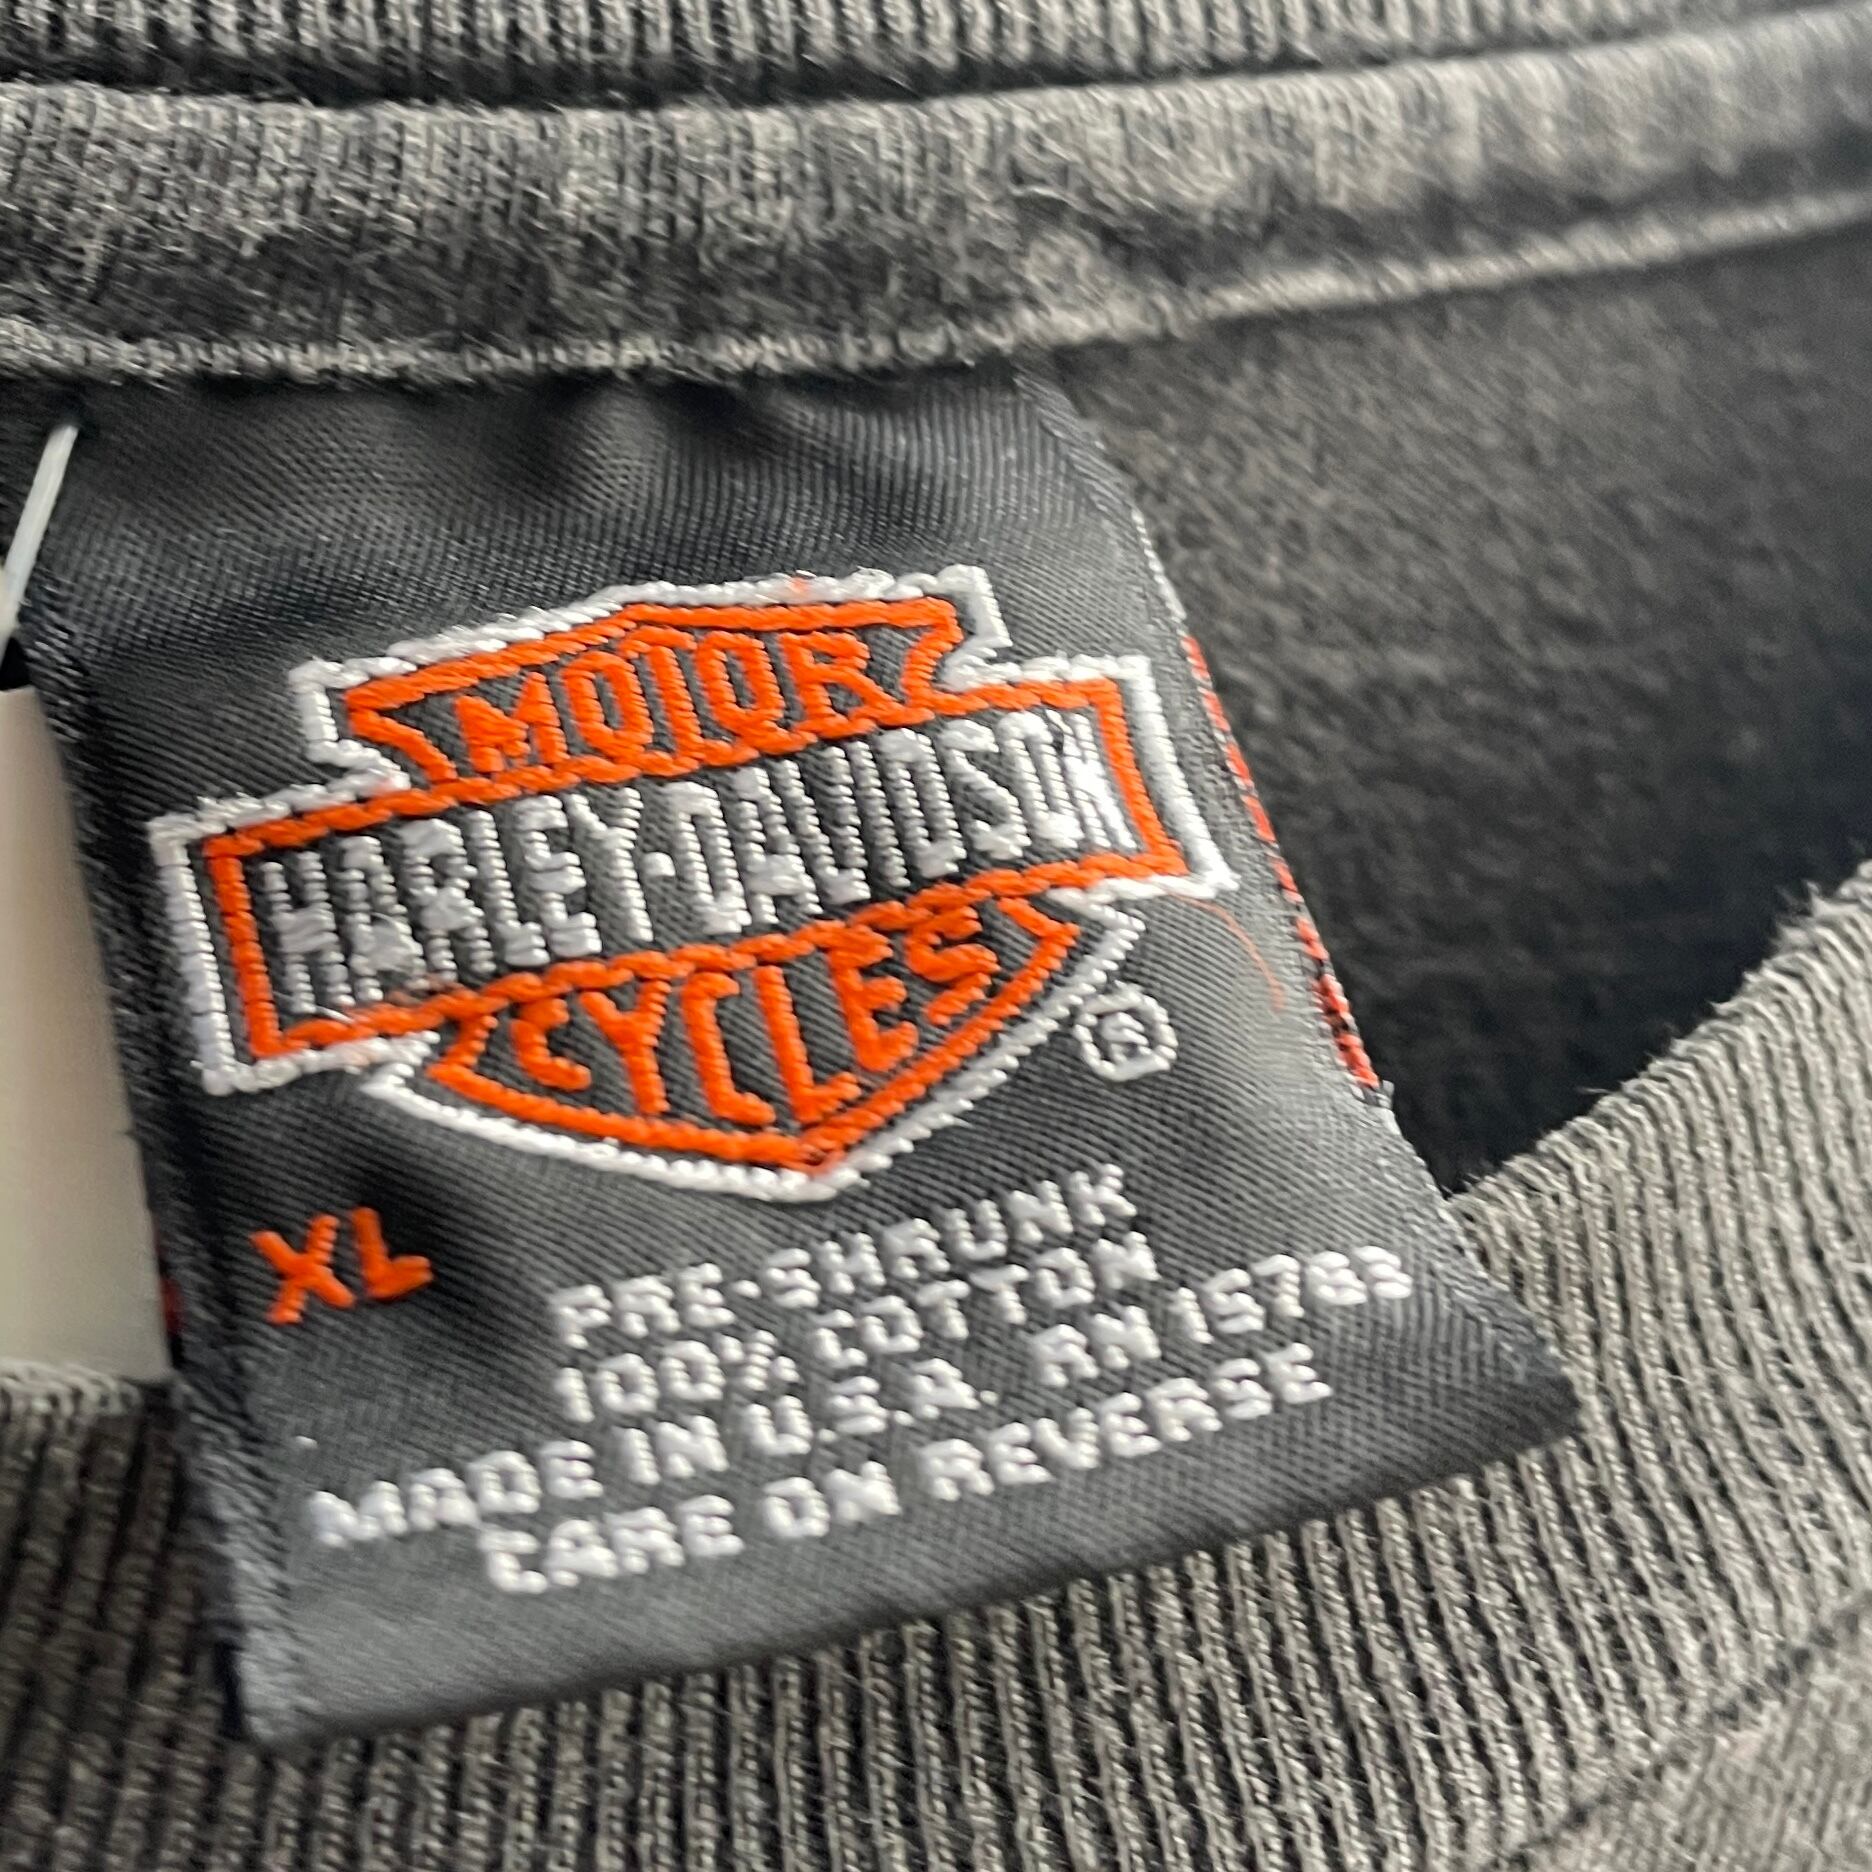 MOTOR
HARLEY-DAVIDSON
CYCLES
®
XL
PRE-SHRUNK
100% COTTON
MADE IN U.S.A. RN 15763
CARE ON REVERSE